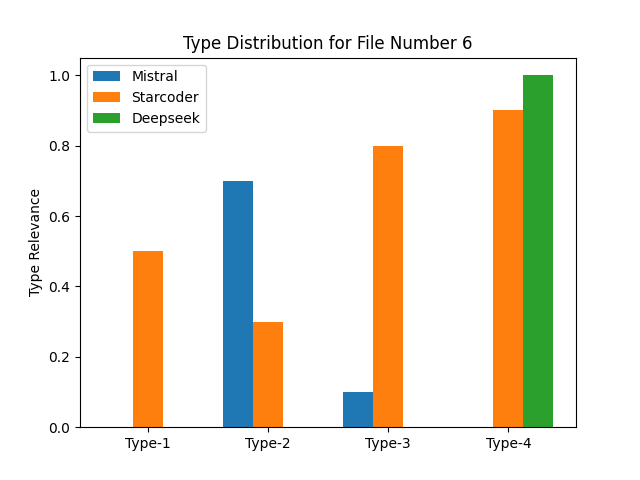 Type Distribution for File Number 6
Mistral
Starcoder
Deepseek
Type Relevance
1.0
0.8
0.6
0.4
0.2
0.0
Type-1 Type-2 Type-3 Type-4